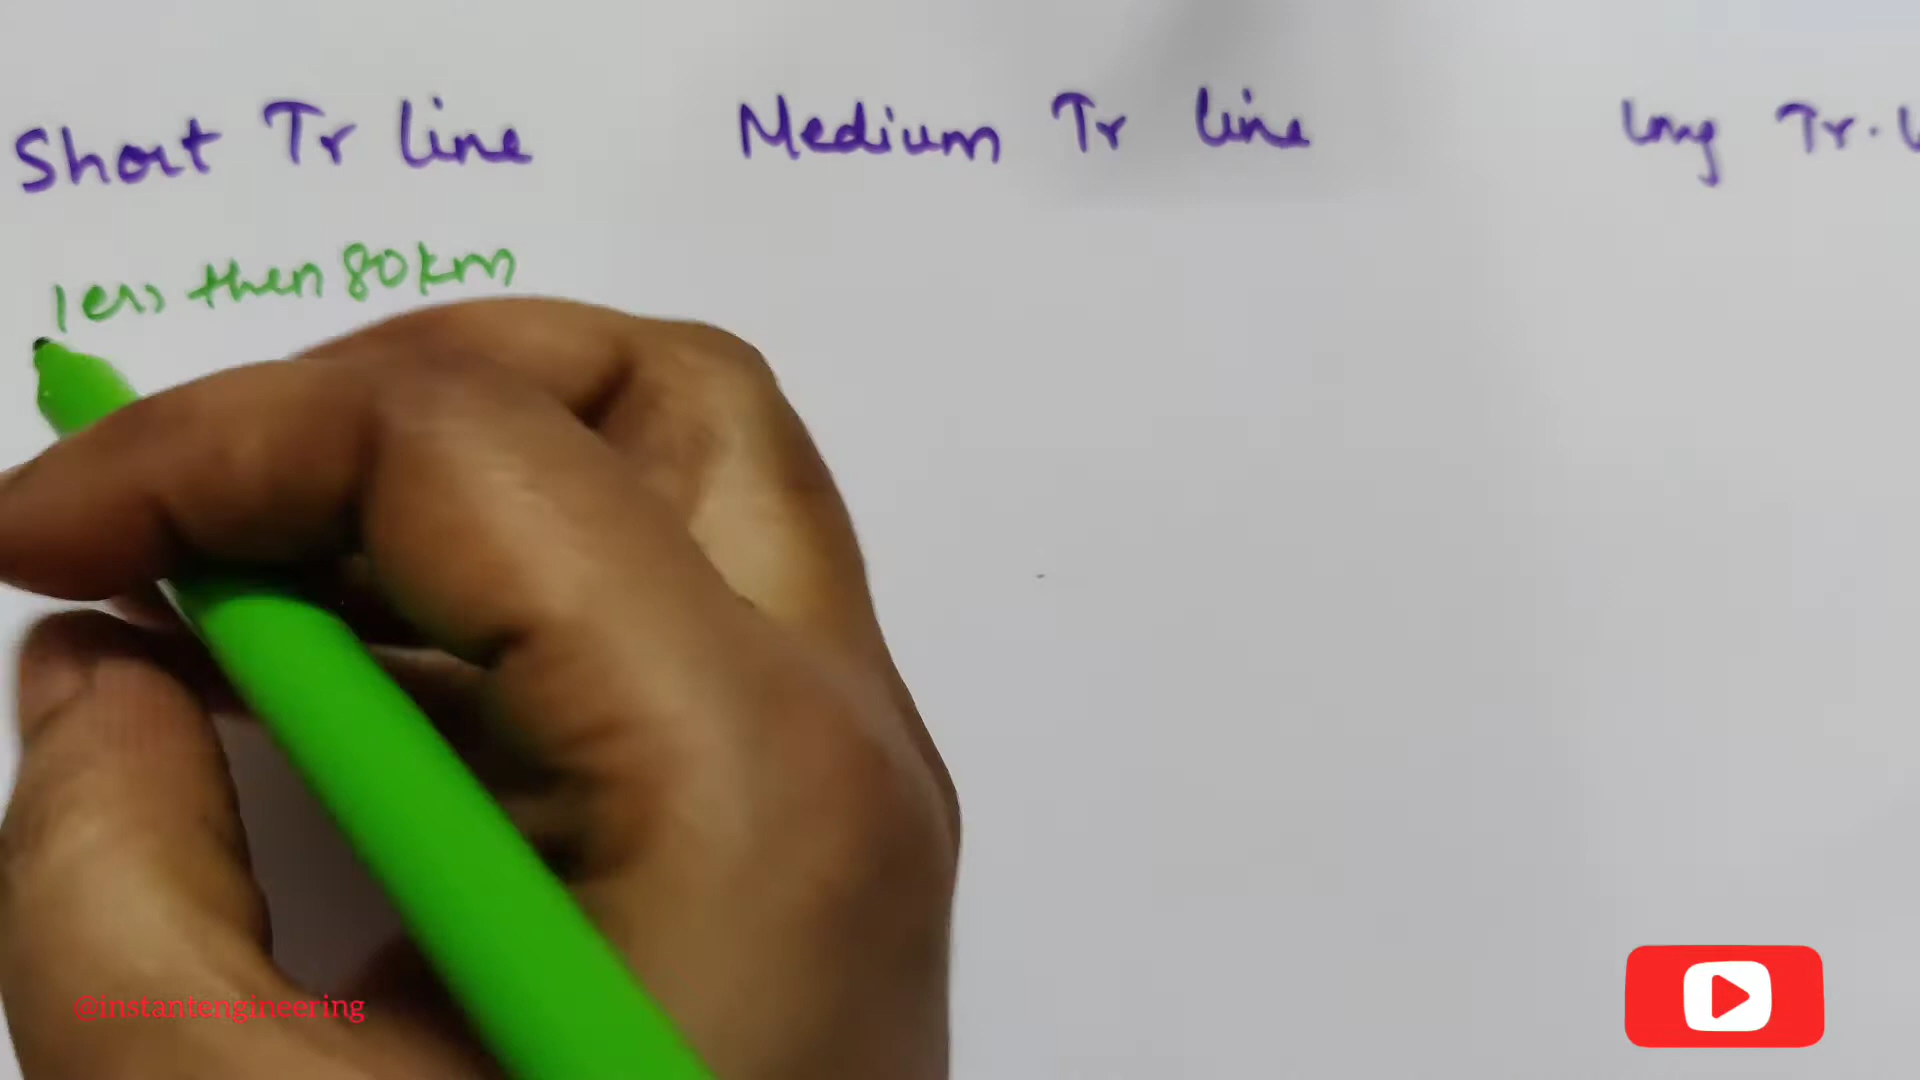 Short Tr line Medium Tr line long Tr.
less then 80km
@instantengineering